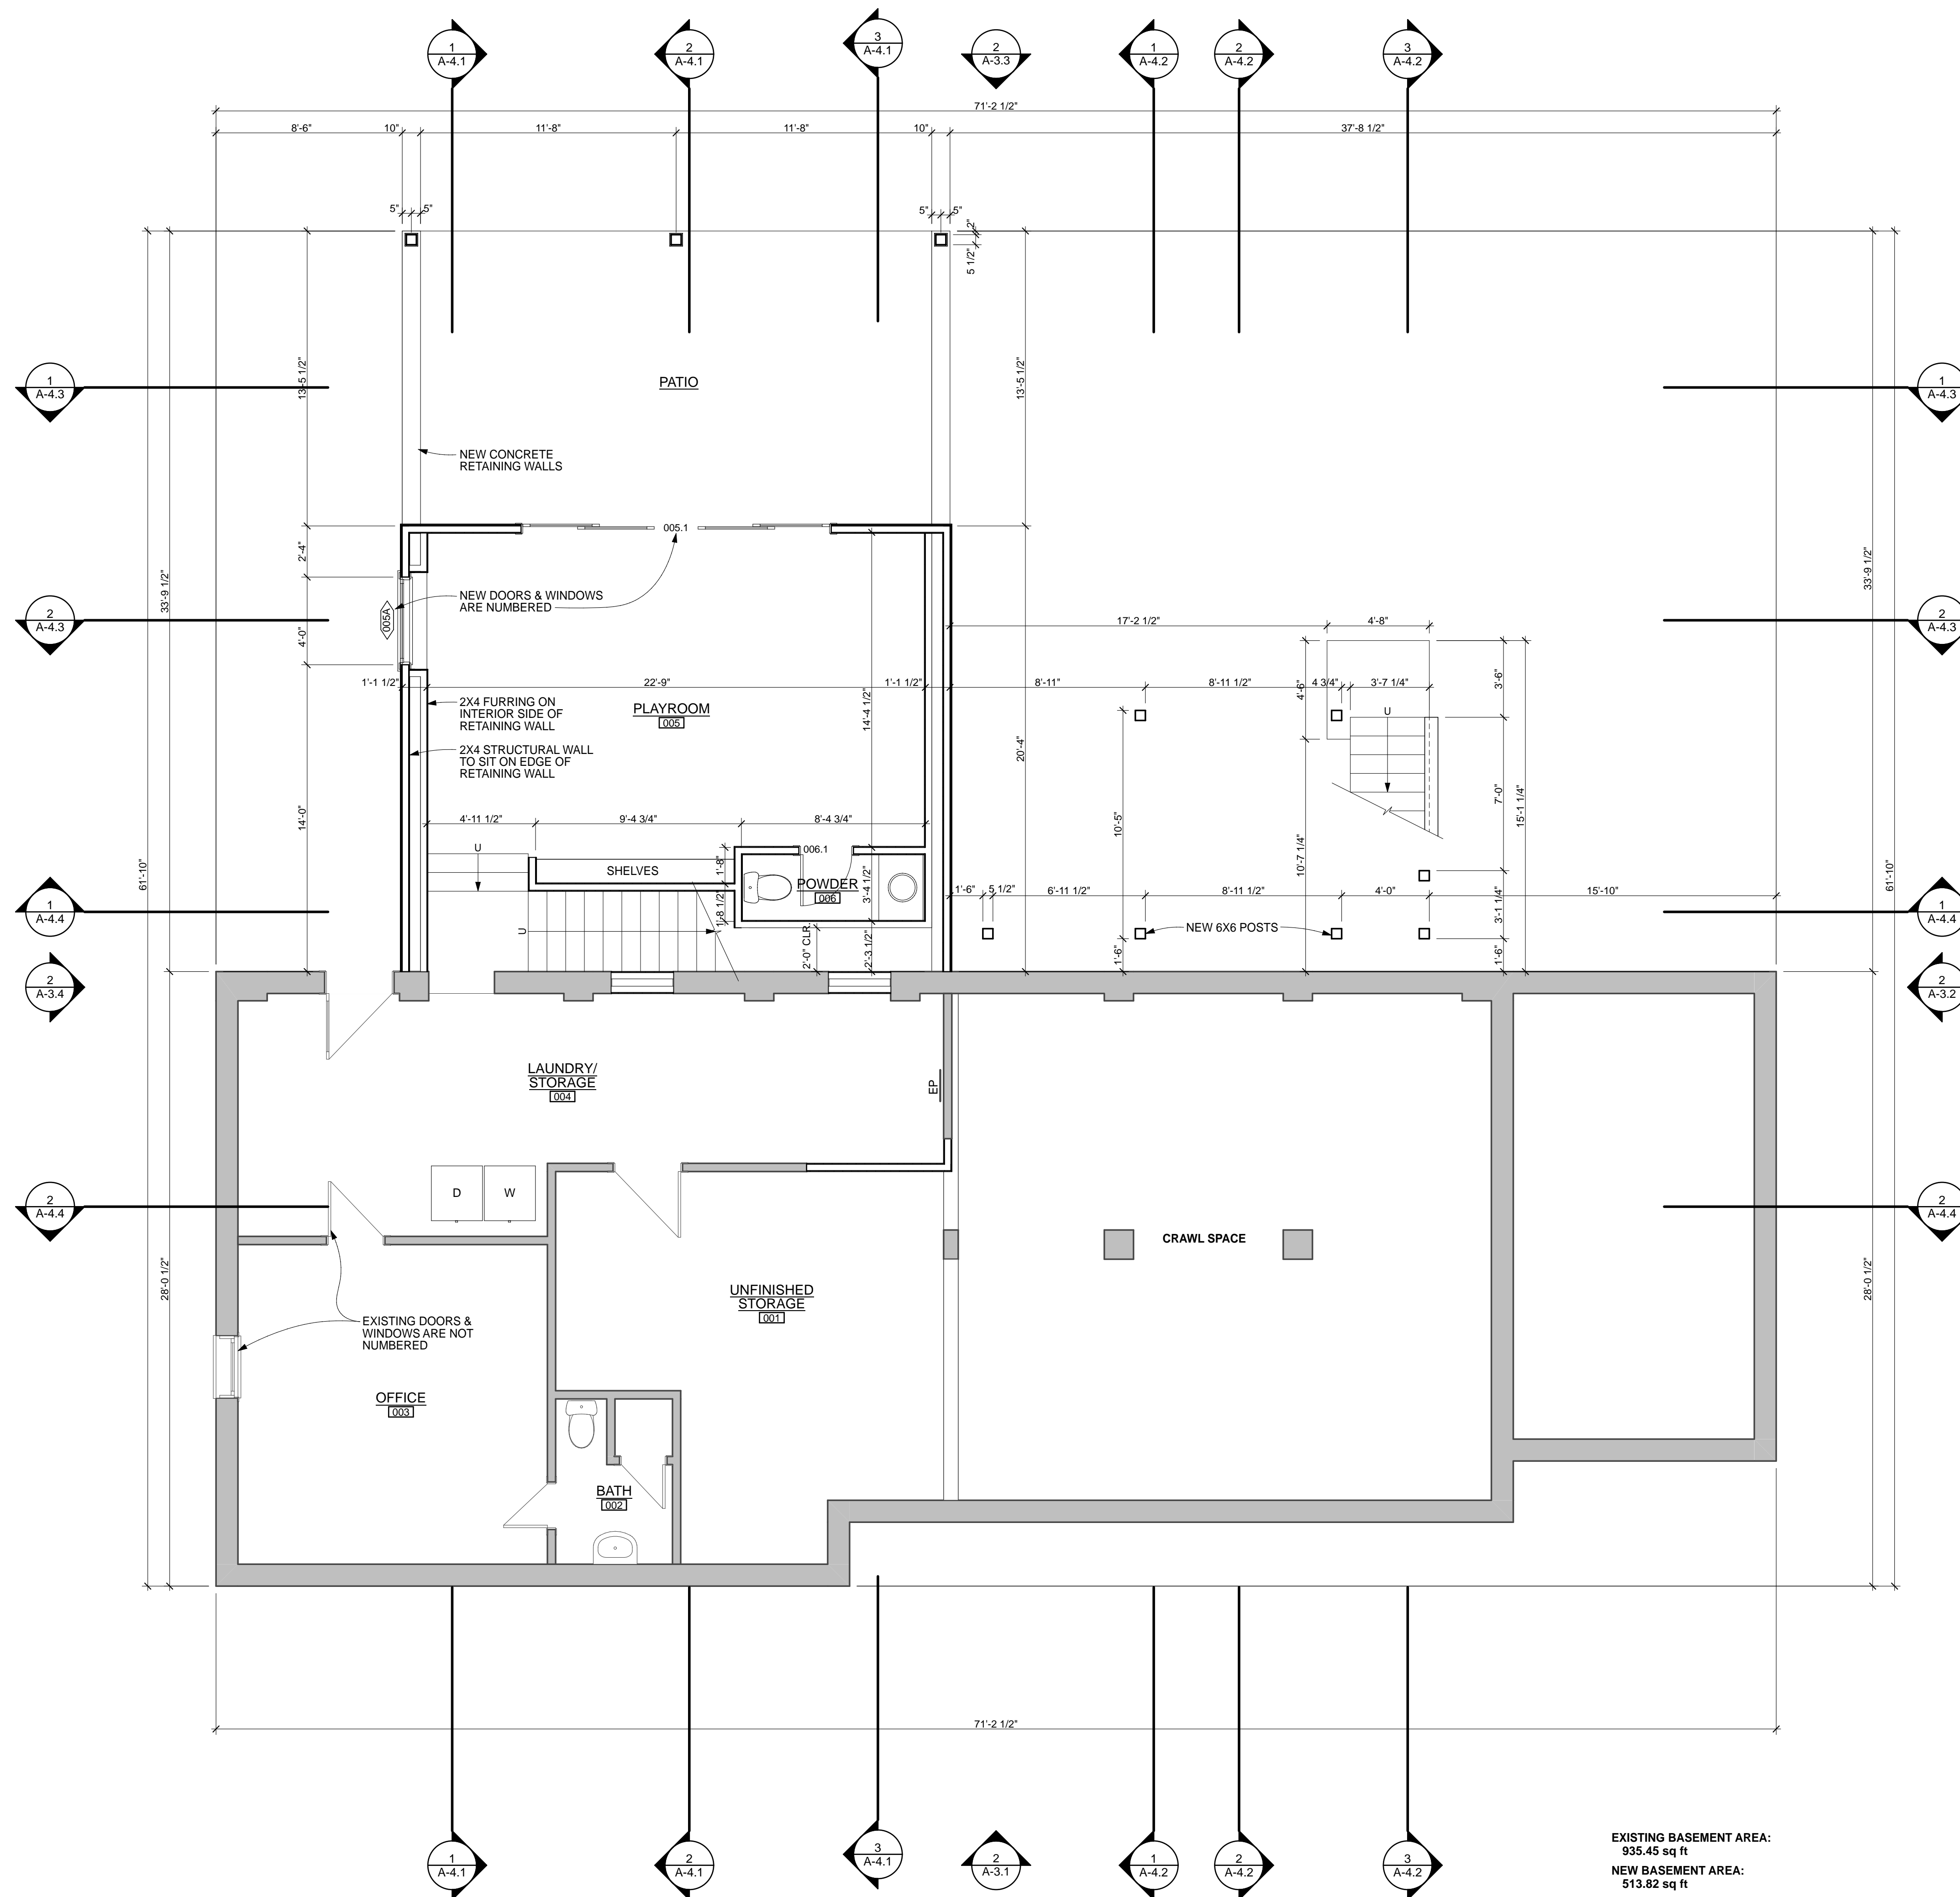 1
A-4.1
2
A-4.1
3
A-4.1
2
A-3.3
1
A-4.2
2
A-4.2
3
A-4.2
71'-2 1/2"
8'-6"
10"
11'-8"
11'-8"
10"
37'-8 1/2"
5"
5"
5"
5"
2"
5 1/2"
1
A-4.3
13'-5 1/2"
PATIO
13'-5 1/2"
1
A-4.3
NEW CONCRETE
RETAINING WALLS
005.1
2'-4"
33'-9 1/2"
33'-9 1/2"
NEW DOORS & WINDOWS
ARE NUMBERED
005A
2
A-4.3
4'-0"
17'-2 1/2"
4'-8"
2
A-4.3
1'-1 1/2"
22'-9"
1'-1 1/2"
8'-11"
8'-11 1/2"
4 3/4"
3'-7 1/4"
4'-6"
3'-6"
2X4 FURRING ON
INTERIOR SIDE OF
RETAINING WALL
PLAYROOM
005
14'-4 1/2"
U
2X4 STRUCTURAL WALL
TO SIT ON EDGE OF
RETAINING WALL
20'-4"
7'-0"
15'-1 1/4"
14'-0"
4'-11 1/2"
9'-4 3/4"
8'-4 3/4"
10'-5"
10'-7 1/4"
U
006.1
SHELVES
1'-8"
POWDER
006
3'-4 1/2"
1'-8 1/2"
61'-10"
61'-10"
1'-6"
5 1/2"
6'-11 1/2"
8'-11 1/2"
4'-0"
15'-10"
3'-1 1/4"
1
A-4.4
1
A-4.4
U
NEW 6X6 POSTS
2'-0" CLR.
2'-3 1/2"
1'-6"
1'-6"
2
A-3.4
2
A-3.2
LAUNDRY/
STORAGE
004
EP
D
W
2
A-4.4
2
A-4.4
CRAWL SPACE
28'-0 1/2"
28'-0 1/2"
UNFINISHED
STORAGE
001
EXISTING DOORS &
WINDOWS ARE NOT
NUMBERED
OFFICE
003
BATH
002
71'-2 1/2"
1
A-4.1
2
A-4.1
3
A-4.1
2
A-3.1
1
A-4.2
2
A-4.2
3
A-4.2
EXISTING BASEMENT AREA:
935.45 sq ft
NEW BASEMENT AREA:
513.82 sq ft